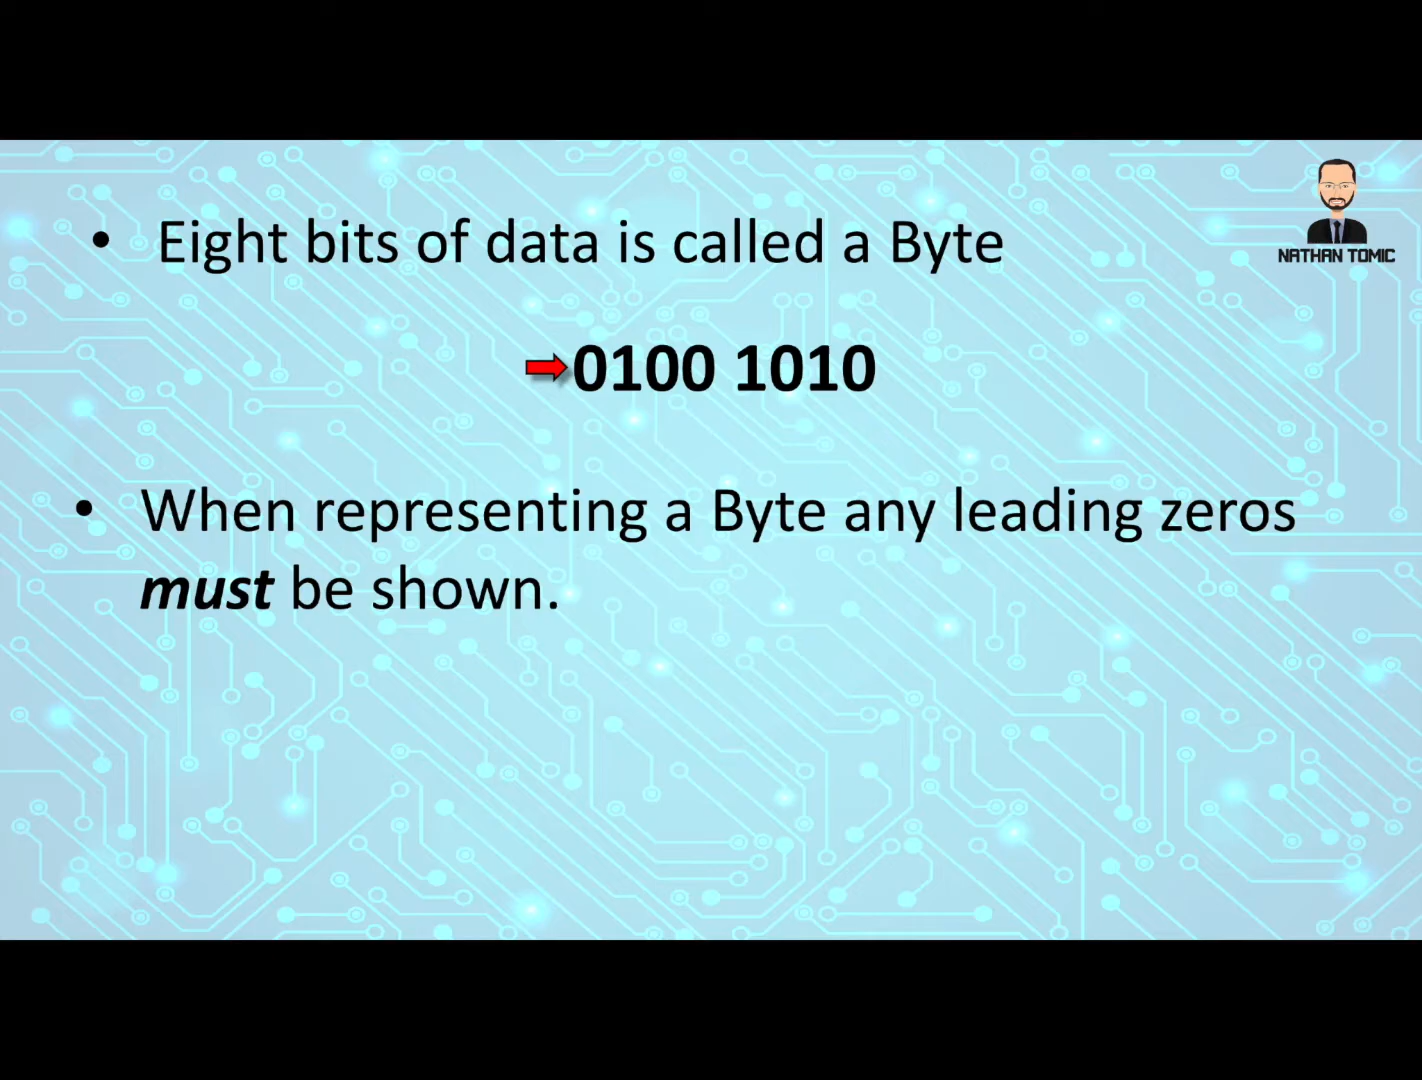 NATHAN TOMIC
• Eight bits of data is called a Byte
0100 1010
• When representing a Byte any leading zeros
must be shown.